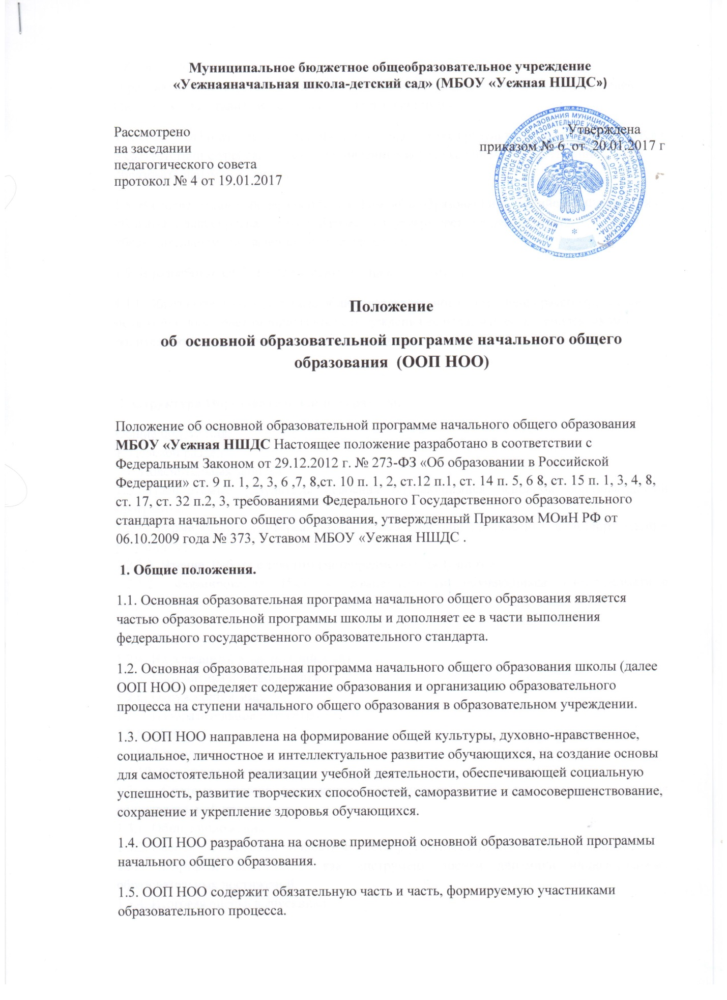 Муниципальное бюджетное общеобразовательное учреждение
«Уежнаяначальная школа-детский сад» (МБОУ «Уежная НШДС»)
Рассмотрено
на заседании
педагогического совета
протокол № 4 от 19.01.2017
Утверждена
приказом № 6 от 20.01.2017 г
Положение
об основной образовательной программе начального общего
образования (ООП НОО)
Положение об основной образовательной программе начального общего образования
МБОУ «Уежная НШДС Настоящее положение разработано в соответствии с
Федеральным Законом от 29.12.2012 г. № 273-ФЗ «Об образовании в Российской
Федерации» ст. 9 п. 1, 2, 3, 6 ,7, 8,ст. 10 п. 1, 2, ст.12 п.1, ст. 14 п. 5, 6 8, ст. 15 п. 1, 3, 4, 8,
ст. 17, ст. 32 п.2, 3, требованиями Федерального Государственного образовательного
стандарта начального общего образования, утвержденный Приказом МОиН РФ от
06.10.2009 года № 373, Уставом МБОУ «Уежная НШДС .
1. Общие положения.
1.1. Основная образовательная программа начального общего образования является
частью образовательной программы школы и дополняет ее в части выполнения
федерального государственного образовательного стандарта.
1.2. Основная образовательная программа начального общего образования школы (далее
ООП НОО) определяет содержание образования и организацию образовательного
процесса на ступени начального общего образования в образовательном учреждении.
1.3. ООП НОО направлена на формирование общей культуры, духовно-нравственное,
социальное, личностное и интеллектуальное развитие обучающихся, на создание основы
для самостоятельной реализации учебной деятельности, обеспечивающей социальную
успешность, развитие творческих способностей, саморазвитие и самосовершенствование,
сохранение и укрепление здоровья обучающихся.
1.4. ООП НОО разработана на основе примерной основной образовательной программы
начального общего образования.
1.5. ООП НОО содержит обязательную часть и часть, формируемую участниками
образовательного процесса.